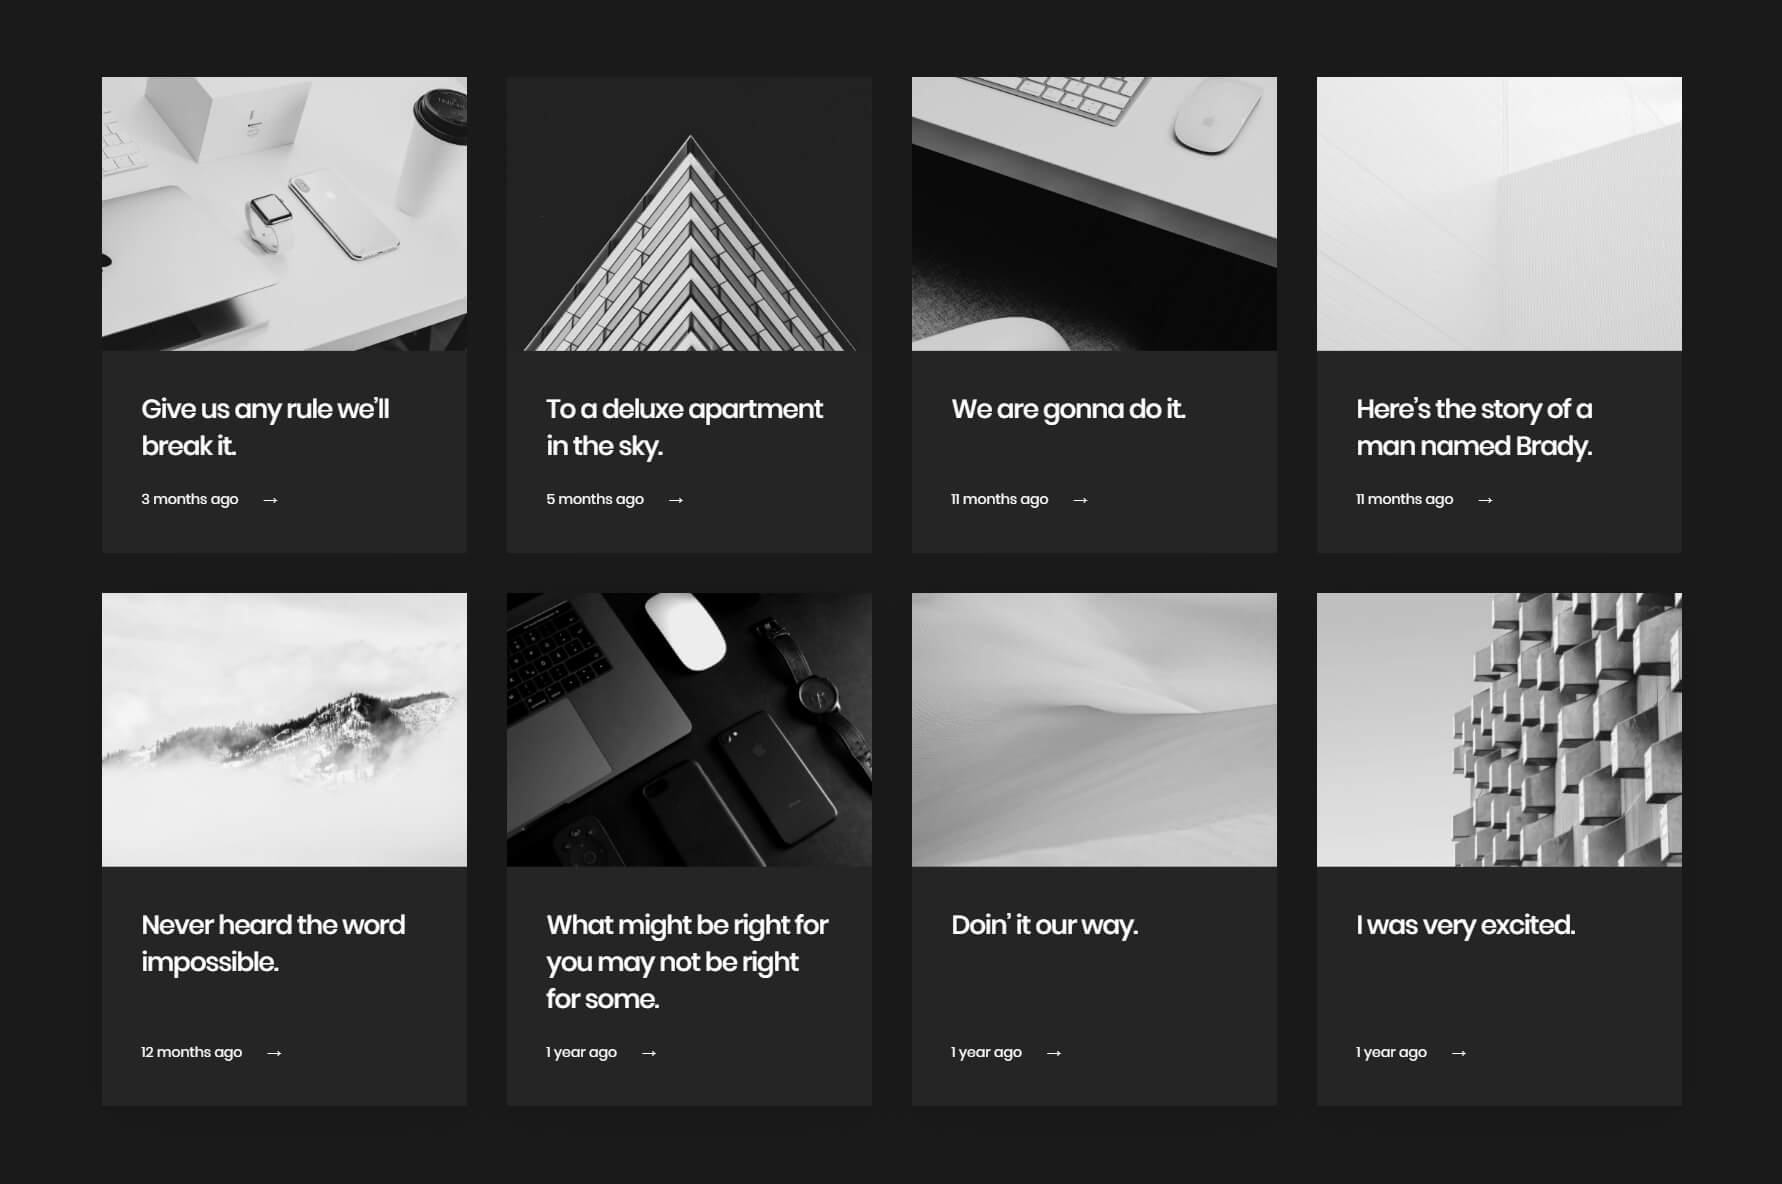 Give us any rule we’ll
break it.
3 months ago →
To a deluxe apartment
in the sky.
5 months ago →
We are gonna do it.
11 months ago →
Here’s the story of a
man named Brady.
11 months ago →
Never heard the word
impossible.
12 months ago →
What might be right for
you may not be right
for some.
1 year ago →
Doin’ it our way.
1 year ago →
I was very excited.
1 year ago →